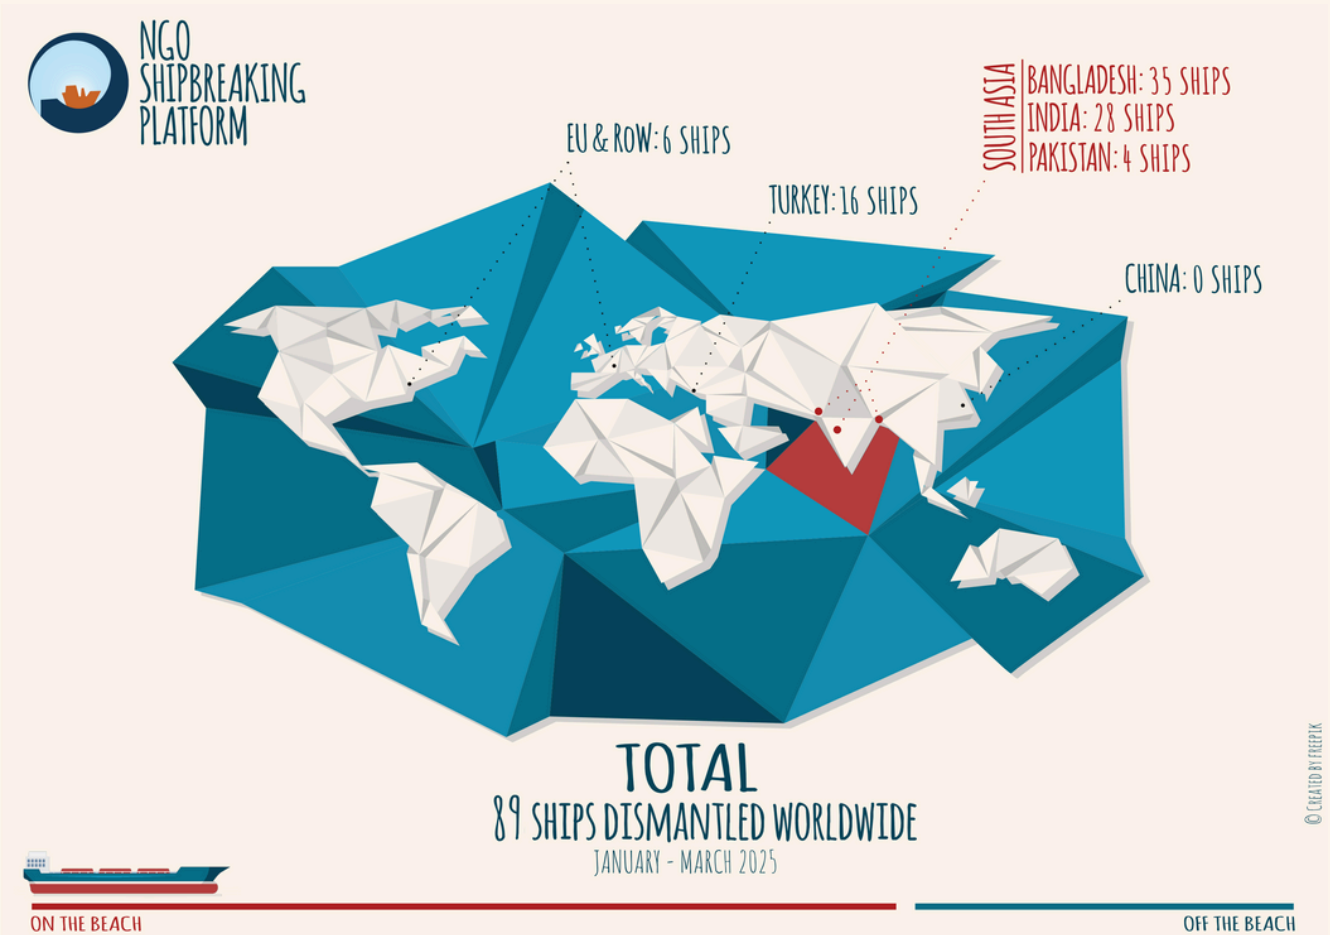 NGO
SHIPBREAKING
PLATFORM
EU & ROW: 6 SHIPS
TURKEY: 16 SHIPS
SOUTH ASIA
BANGLADESH: 35 SHIPS
INDIA: 28 SHIPS
PAKISTAN: 4 SHIPS
CHINA: 0 SHIPS
TOTAL
89 SHIPS DISMANTLED WORLDWIDE
JANUARY - MARCH 2025
© CREATED BY FREEPIK
ON THE BEACH
OFF THE BEACH